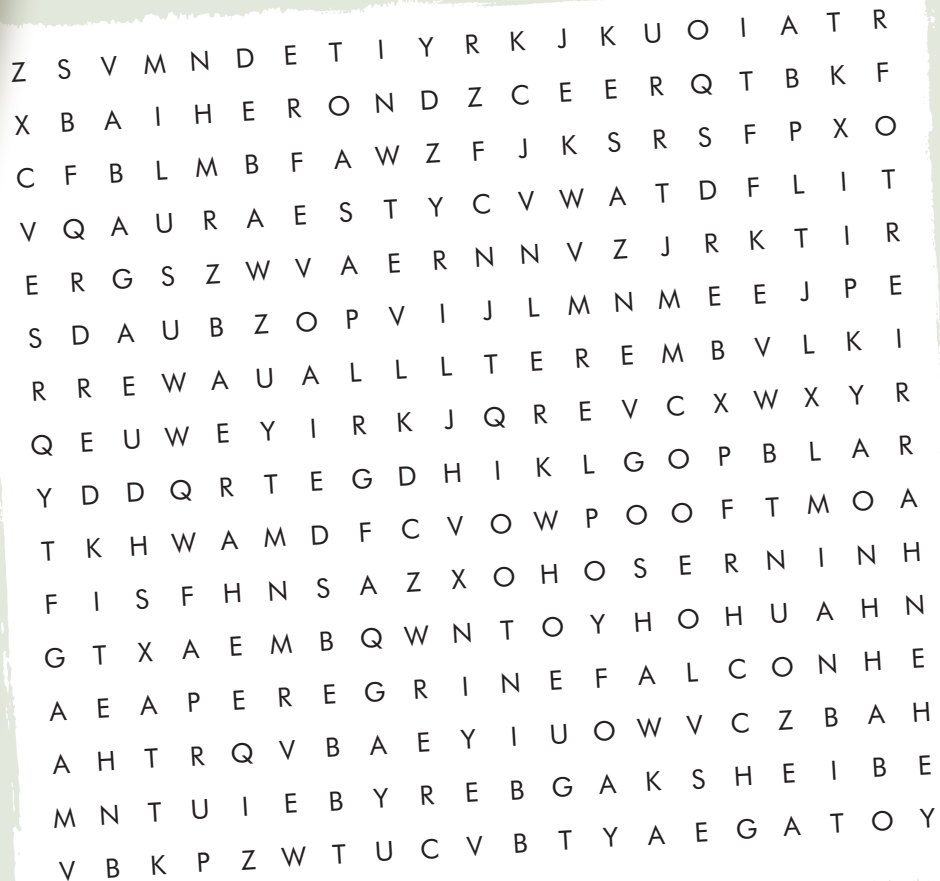 Z S V M N D E T I Y R K J K U O I A T R
X B A I H E R O N D Z C E E R Q T B K F
C F B L M B F A W Z F J K S R S F P X O
V Q A U R A E S T Y C V W A T D F L I T
E R G S Z W V A E R N N V Z J R K T I R
S D A U B Z O P V I J L M N M E E J P E
R R E W A U A L L L T E R E M B V L K I
Q E U W E Y I R K J Q R E V C X W X Y R
Y D D Q R T E G D H I K L G O P B L A R
T K H W A M D F C V O W P O O F T M O A
F I S F H N S A Z X O H O S E R N I N H
G T X A E M B Q W N T O Y H O H U A H N
A E A P E R E G R I N E F A L C O N H E
A H T R Q V B A E Y I U O W V C Z B A H
M N T U I E B Y R E B G A K S H E I B E
V B K P Z W T U C V B T Y A E G A T O Y